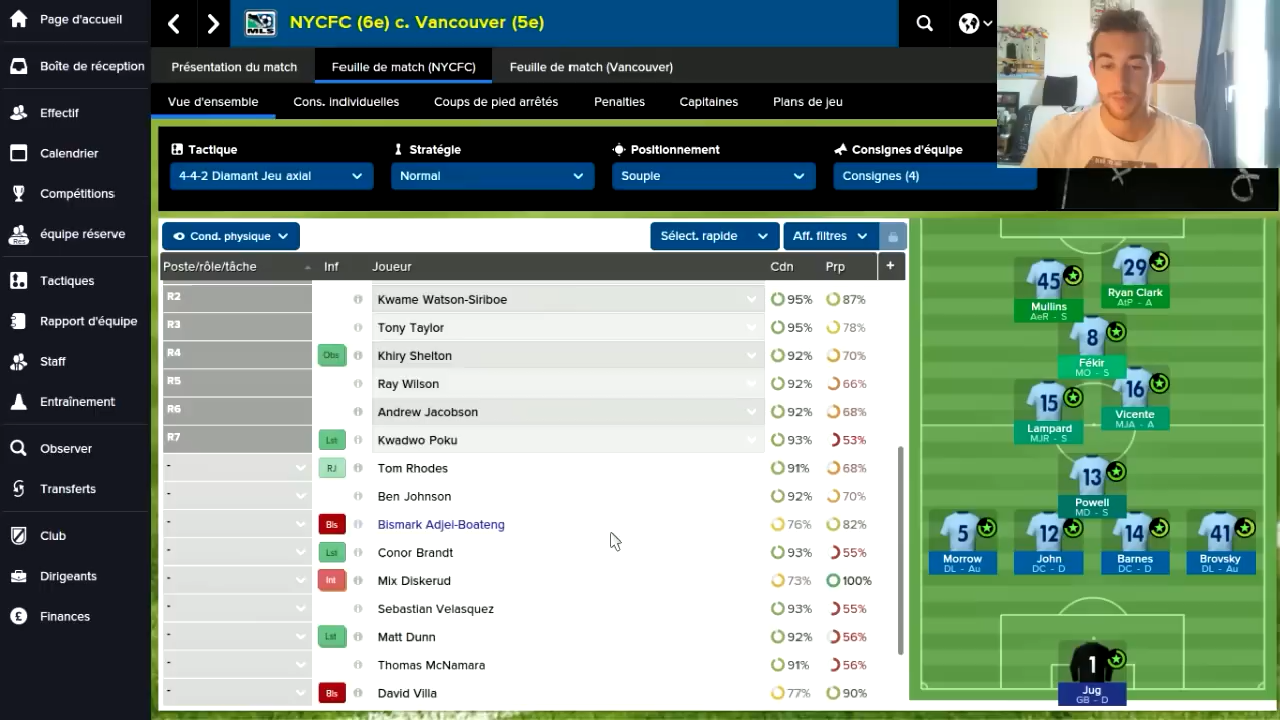 Page d'accueil
NYCFC (6e) c. Vancouver (5e)
MLS
Boîte de réception
Présentation du match
Feuille de match (NYCFC)
Feuille de match (Vancouver)
Effectif
Vue d'ensemble
Cons. individuelles
Coups de pied arrêtés
Penalties
Capitaines
Plans de jeu
Calendrier
Tactique
Stratégie
Positionnement
Consignes d'équipe
4-4-2 Diamant Jeu axial
Normal
Souple
Consignes (4)
Compétitions
Res
équipe réserve
Cond. physique
Sélect. rapide
Aff. filtres
Poste/rôle/tâche
Inf
Joueur
Cdn
Prp
+
Tactiques
R2
Kwame Watson-Siriboe
95%
87%
Rapport d'équipe
R3
Tony Taylor
95%
78%
Staff
R4
Obs
Khiry Shelton
92%
70%
R5
Ray Wilson
92%
66%
Entraînement
R6
Andrew Jacobson
92%
68%
R7
Lst
Kwadwo Poku
93%
53%
Observer
-
RJ
Tom Rhodes
91%
68%
Transferts
-
Ben Johnson
92%
70%
-
Bls
Bismark Adjei-Boateng
76%
82%
Club
-
Lst
Conor Brandt
93%
55%
Dirigeants
-
Int
Mix Diskerud
73%
100%
£
Finances
-
Sebastian Velasquez
93%
55%
-
Lst
Matt Dunn
92%
56%
-
Thomas McNamara
91%
56%
-
Bls
David Villa
77%
90%
45
Mullins
AeR - S
29
Ryan Clark
AtP - A
8
Fékir
MO - S
15
Lampard
MJR - S
16
Vicente
MJA - A
13
Powell
MD - S
5
Morrow
DL - Au
12
John
DC - D
14
Barnes
DC - D
41
Brovsky
DL - Au
1
Jug
GB - D